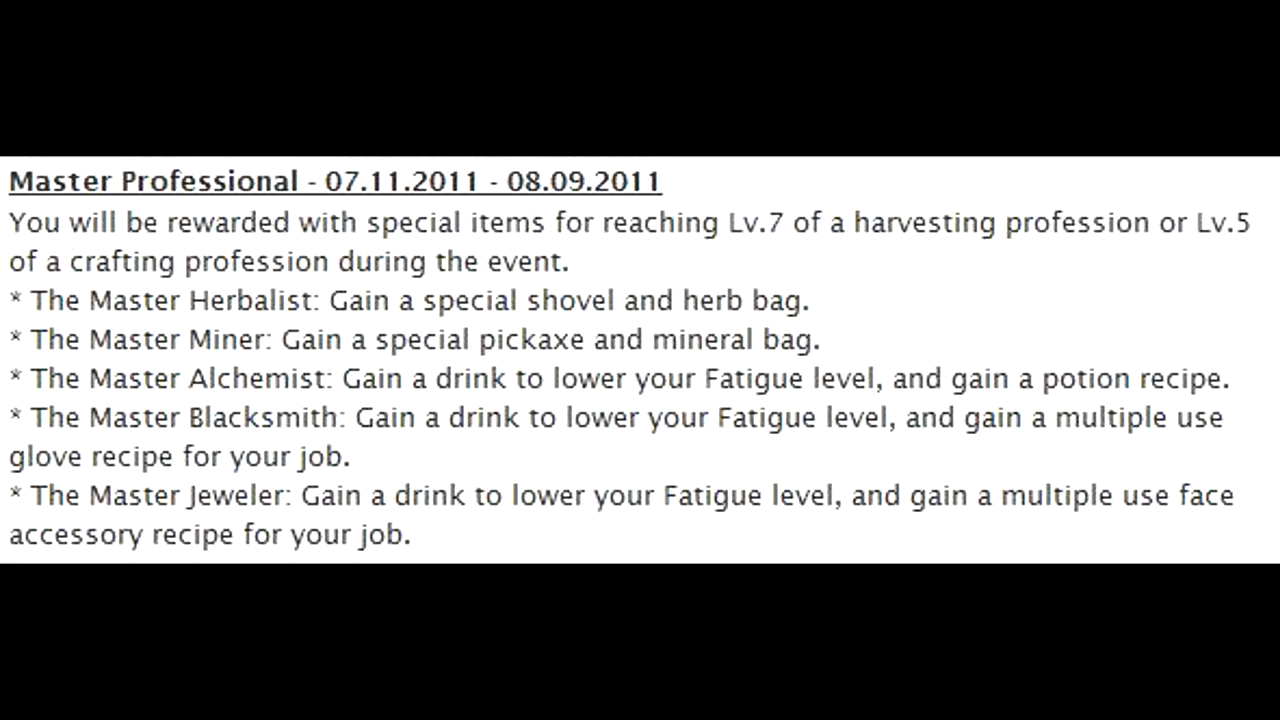 Master Professional - 07.11.2011 - 08.09.2011
You will be rewarded with special items for reaching Lv.7 of a harvesting profession or Lv.5
of a crafting profession during the event.
* The Master Herbalist: Gain a special shovel and herb bag.
* The Master Miner: Gain a special pickaxe and mineral bag.
* The Master Alchemist: Gain a drink to lower your Fatigue level, and gain a potion recipe.
* The Master Blacksmith: Gain a drink to lower your Fatigue level, and gain a multiple use
glove recipe for your job.
* The Master Jeweler: Gain a drink to lower your Fatigue level, and gain a multiple use face
accessory recipe for your job.